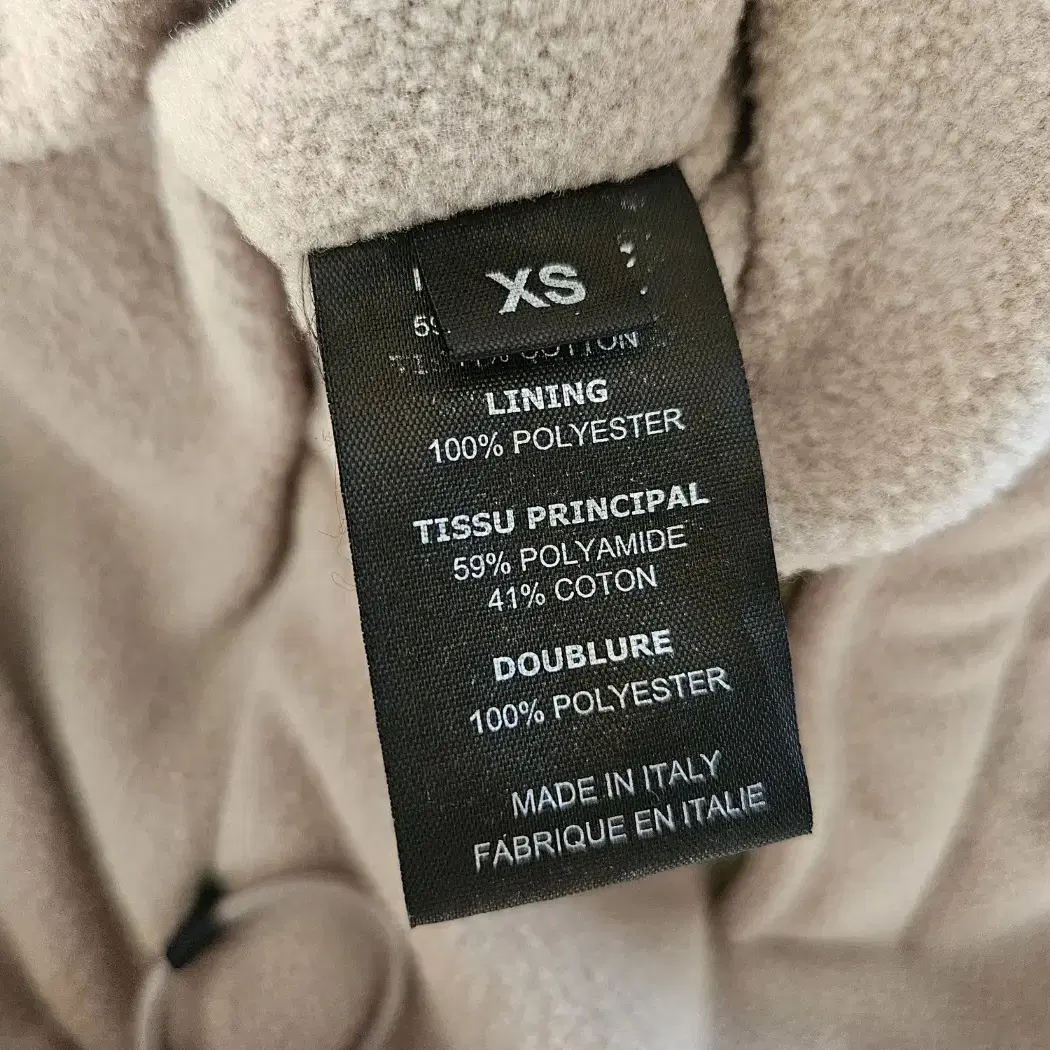 XS
COTTON
LINING
100% POLYESTER
TISSU PRINCIPAL
59% POLYAMIDE
41% COTON
DOUBLURE
100% POLYESTER
MADE IN ITALY
FABRIQUE EN ITALIE